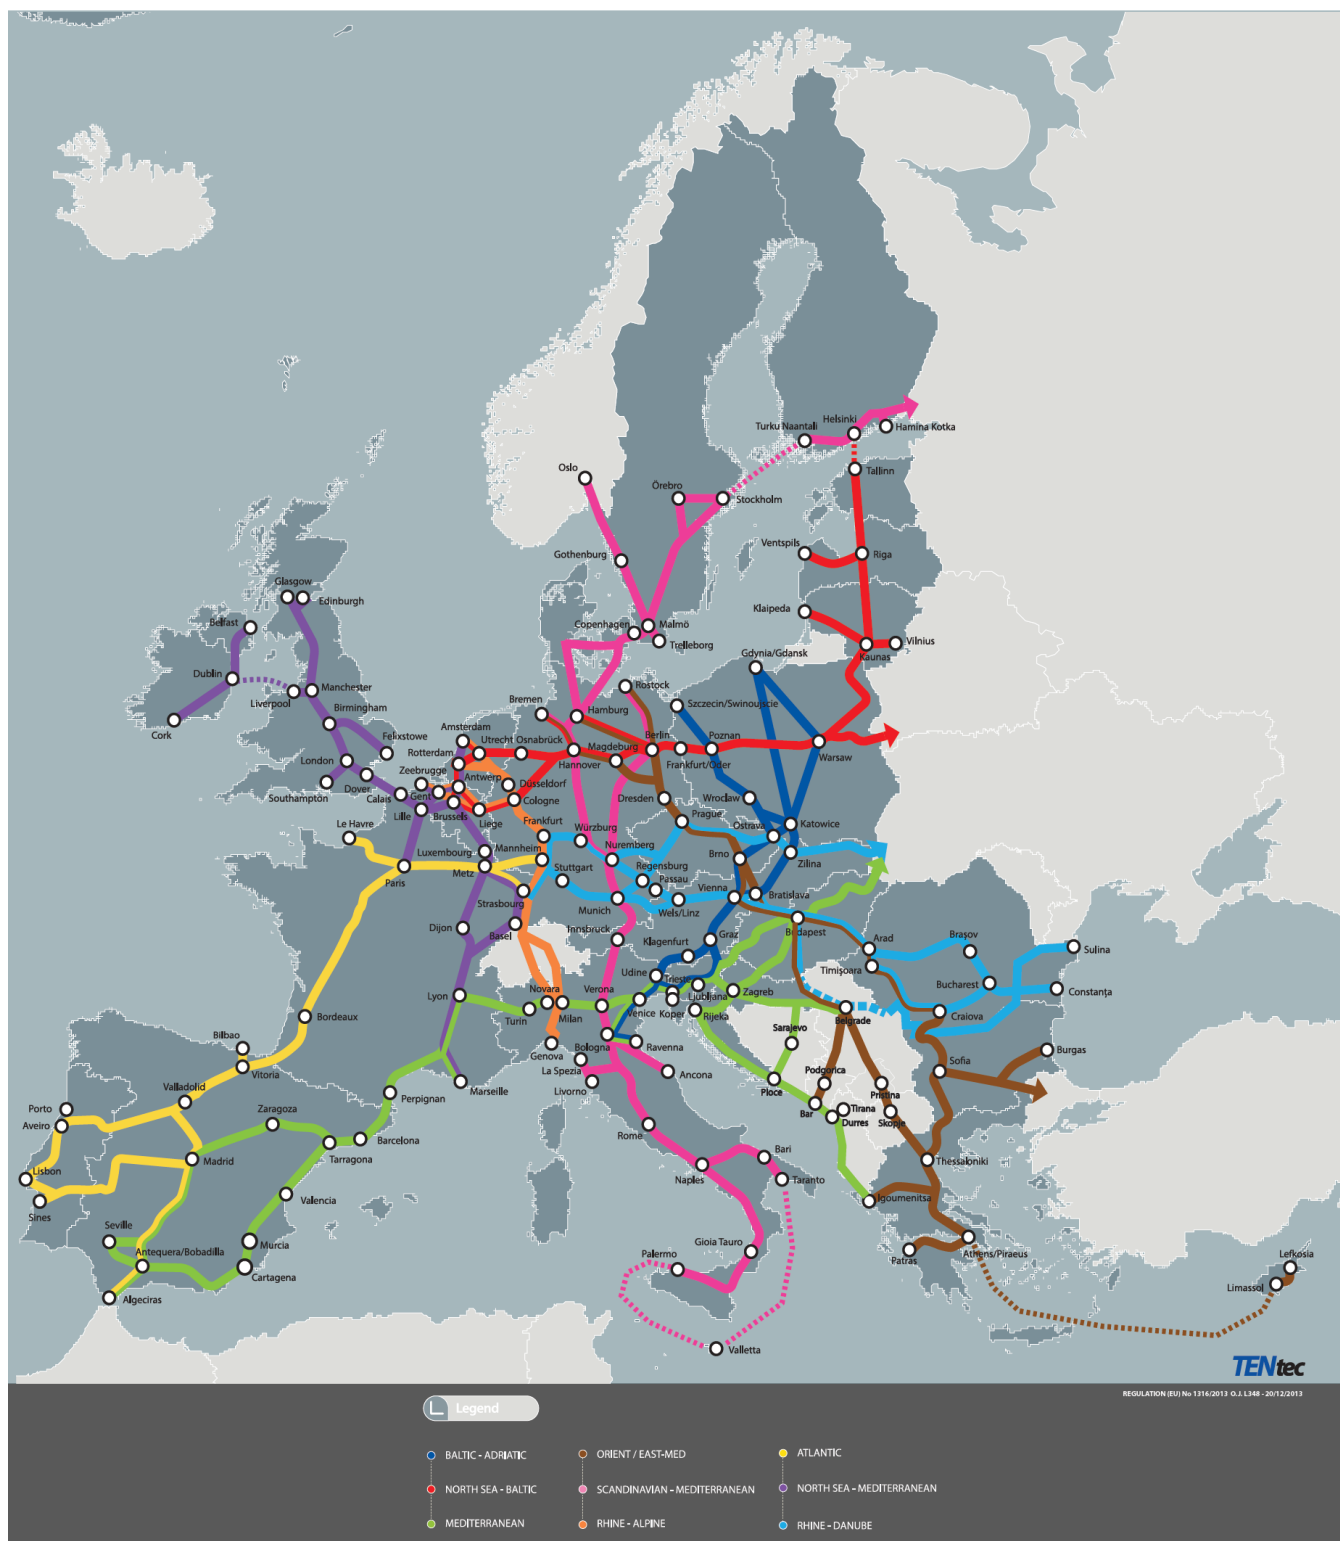 Helsinki
Turku Naantali
Hamina Kotka
Oslo
Tallinn
Örebro
Stockholm
Gothenburg
Ventspils
Riga
Glasgow
Edinburgh
Klaipeda
Belfast
Copenhagen
Malmö
Trelleborg
Vilnius
Kaunas
Gdynia/Gdansk
Dublin
Manchester
Liverpool
Rostock
Szczecin/Swinoujscie
Birmingham
Bremen
Hamburg
Cork
Felixstowe
Amsterdam
Utrecht
Osnabrück
Berlin
Poznan
London
Rotterdam
Magdeburg
Hannover
Frankfurt/Oder
Warsaw
Zeebrugge
Antwerp
Düsseldorf
Southampton
Dover
Calais
Gent
Cologne
Dresden
Wroclaw
Lille
Brussels
Liege
Prague
Le Havre
Frankfurt
Würzburg
Ostrava
Katowice
Luxembourg
Mannheim
Nuremberg
Brno
Zilina
Paris
Metz
Stuttgart
Regensburg
Passau
Strasbourg
Munich
Wels/Linz
Vienna
Bratislava
Dijon
Basel
Innsbruck
Klagenfurt
Graz
Budapest
Arad
Braşov
Sulina
Timişoara
Udine
Trieste
Lyon
Novara
Verona
Ljubljana
Zagreb
Bucharest
Constanţa
Turin
Milan
Venice
Koper
Rijeka
Belgrade
Craiova
Bordeaux
Bilbao
Genova
Bologna
Ravenna
Sarajevo
Vitoria
La Spezia
Ancona
Sofia
Burgas
Valladolid
Marseille
Livorno
Ploce
Podgorica
Pristina
Porto
Aveiro
Zaragoza
Perpignan
Bar
Tirana
Durres
Skopje
Rome
Barcelona
Tarragona
Madrid
Bari
Thessaloniki
Lisbon
Naples
Taranto
Sines
Valencia
Igoumenitsa
Seville
Murcia
Gioia Tauro
Antequera/Bobadilla
Palermo
Patras
Athens/Piraeus
Lefkosia
Cartagena
Limassol
Algeciras
Valletta
TENtec
REGULATION (EU) No 1316/2013 O.J. L348 - 20/12/2013
Legend
BALTIC - ADRIATIC
ORIENT / EAST-MED
ATLANTIC
NORTH SEA - BALTIC
SCANDINAVIAN - MEDITERRANEAN
NORTH SEA - MEDITERRANEAN
MEDITERRANEAN
RHINE - ALPINE
RHINE - DANUBE